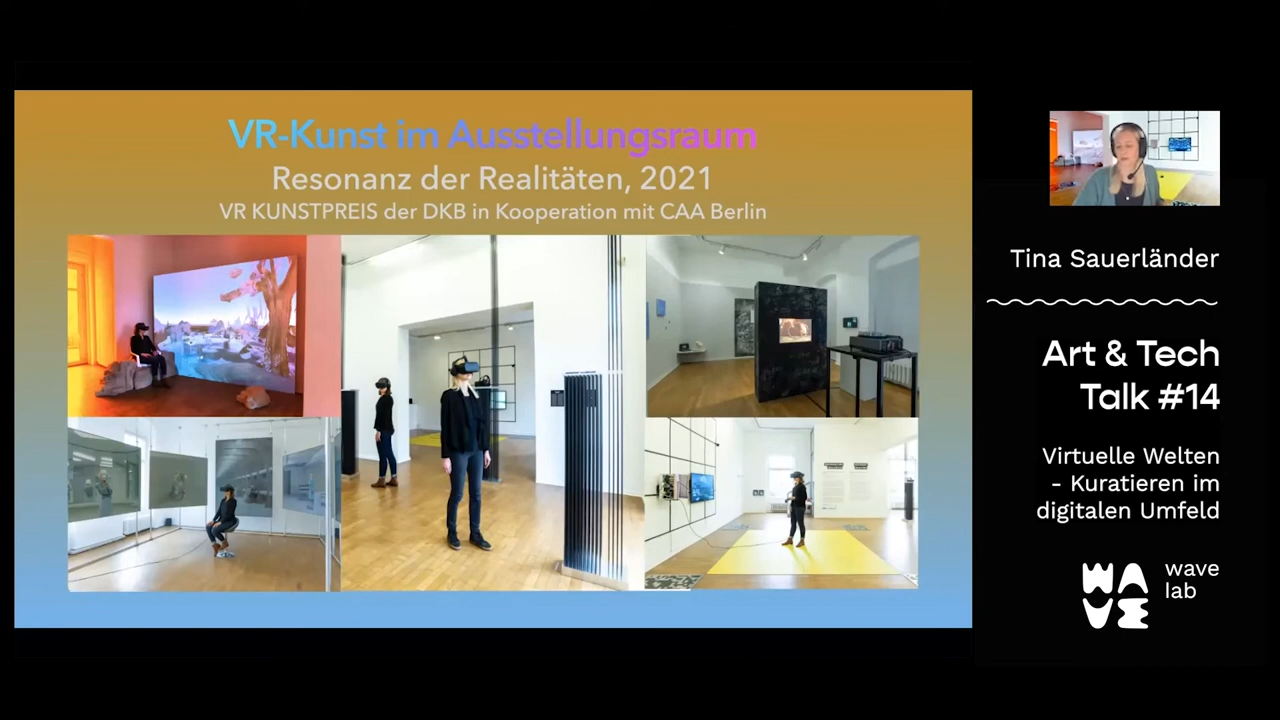 VR-Kunst im Ausstellungsraum
Resonanz der Realitäten, 2021
VR KUNSTPREIS der DKB in Kooperation mit CAA Berlin
Tina Sauerländer
Art & Tech
Talk #14
Virtuelle Welten
- Kuratieren im
digitalen Umfeld
WAVE
wave
lab